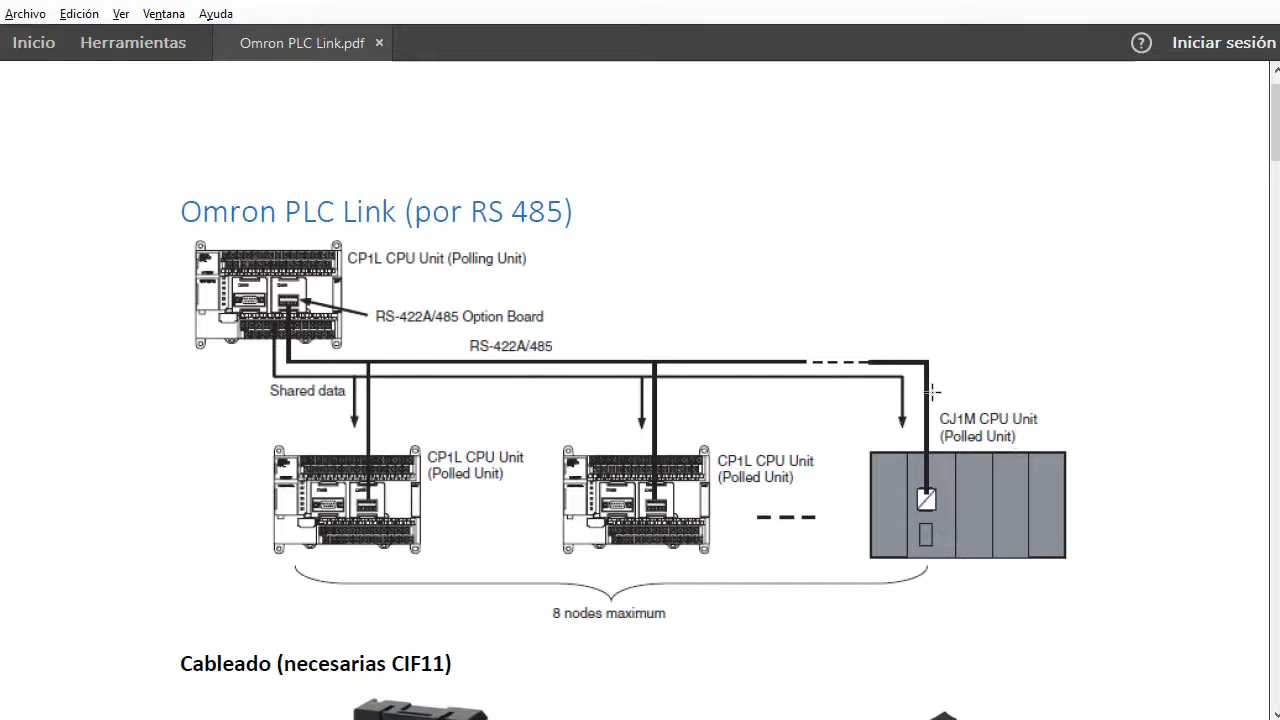 Archivo Edición Ver Ventana Ayuda
Inicio Herramientas Omron PLC Link.pdf × ? Iniciar sesión
Omron PLC Link (por RS 485)
CP1L CPU Unit (Polling Unit)
RS-422A/485 Option Board
RS-422A/485
Shared data
CJ1M CPU Unit
(Polled Unit)
CP1L CPU Unit
(Polled Unit)
CP1L CPU Unit
(Polled Unit)
8 nodes maximum
Cableado (necesarias CIF11)